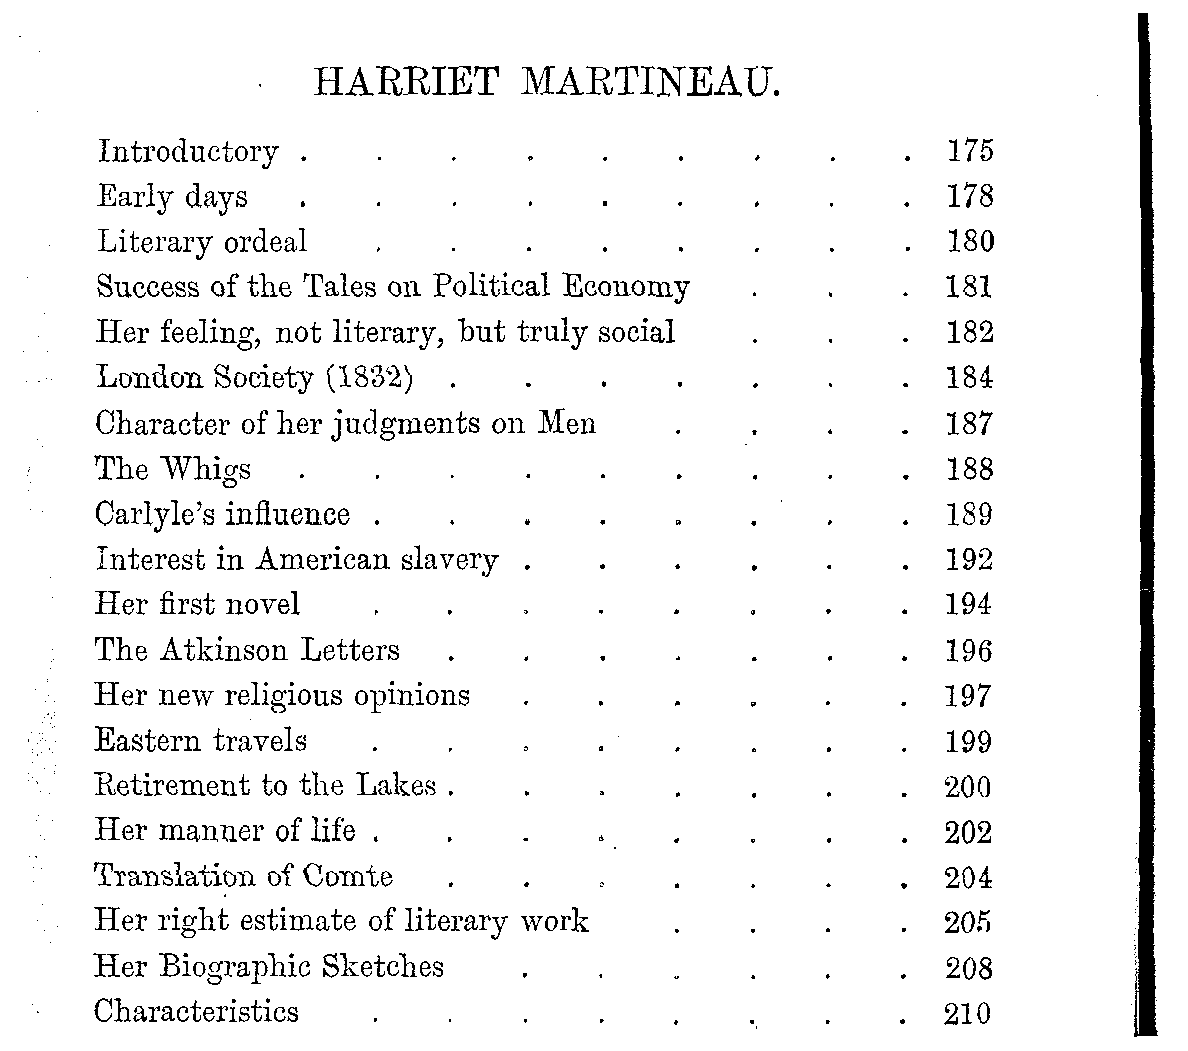 HARRIET MARTINEAU.
Introductory . . . . . . . . . 175
Early days . . . . . . . . . 178
Literary ordeal . . . . . . . . 180
Success of the Tales on Political Economy . . . 181
Her feeling, not literary, but truly social . . . 182
London Society (1832) . . . . . . . 184
Character of her judgments on Men . . . . 187
The Whigs . . . . . . . . . 188
Carlyle's influence . . . . . . . . 189
Interest in American slavery . . . . . . 192
Her first novel . . . . . . . . 194
The Atkinson Letters . . . . . . . 196
Her new religious opinions . . . . . . 197
Eastern travels . . . . . . . . 199
Retirement to the Lakes . . . . . . . 200
Her manner of life . . . . . . . . 202
Translation of Comte . . . . . . . 204
Her right estimate of literary work . . . . 205
Her Biographic Sketches . . . . . . 208
Characteristics . . . . . . . . 210